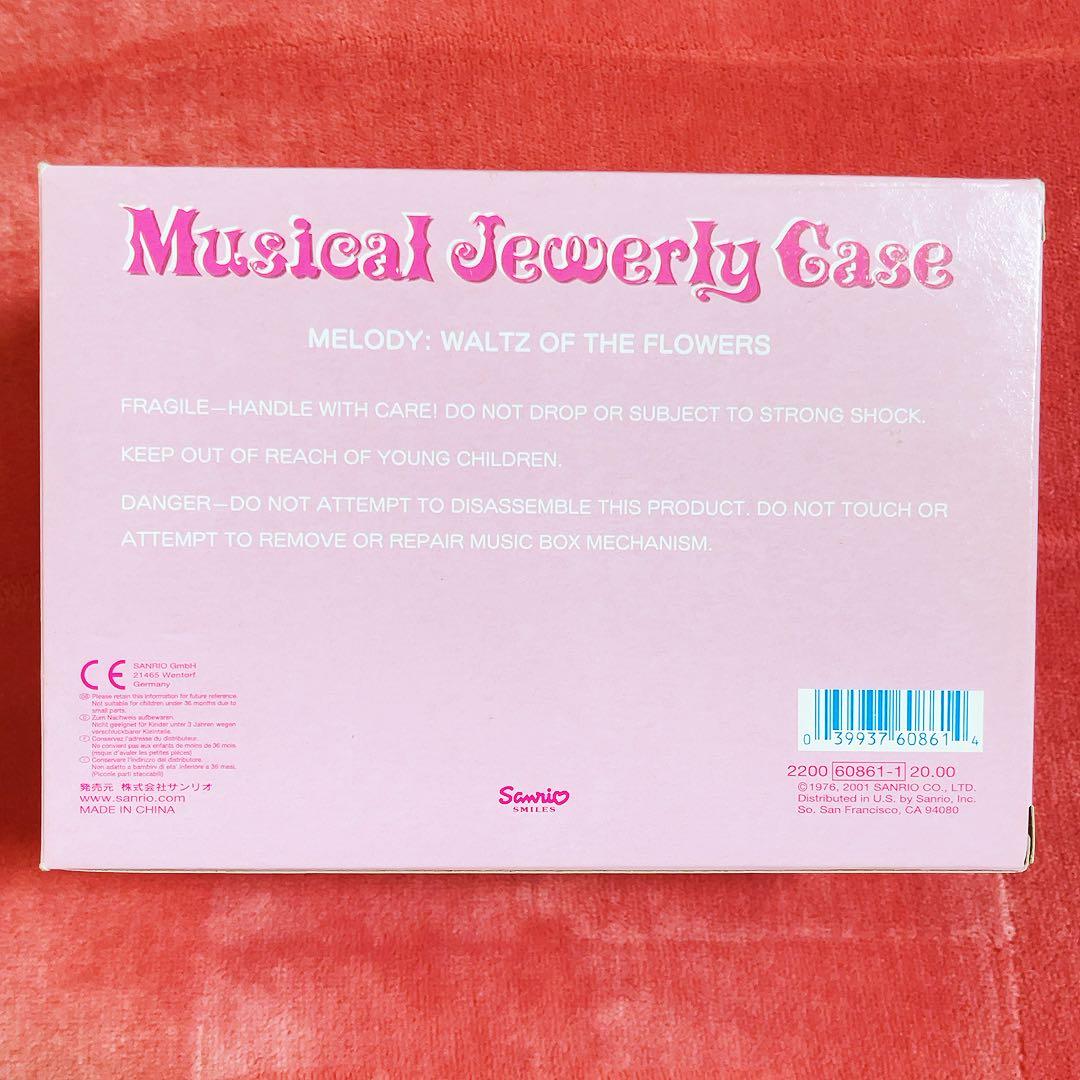 Musical Jewerly Case
MELODY: WALTZ OF THE FLOWERS
FRAGILE—HANDLE WITH CARE! DO NOT DROP OR SUBJECT TO STRONG SHOCK.
KEEP OUT OF REACH OF YOUNG CHILDREN.
DANGER—DO NOT ATTEMPT TO DISASSEMBLE THIS PRODUCT. DO NOT TOUCH OR
ATTEMPT TO REMOVE OR REPAIR MUSIC BOX MECHANISM.
CE
SANRIO GmbH
21465 Wentorf
Germany
GB Please retain this information for future reference.
Not suitable for children under 36 months due to
small parts.
D Zum Nachweis aufbewaren.
Nicht geeignet für Kinder unter 3 Jahren wegen
verschluckbarer Kleinteile.
F Conservez l'adresse du distributeur.
No convient pas aux enfants de moins de 36 mois.
(risque d'avaler les petites pièces)
I Conservare l'indirizzo del distributore.
Non adatto a bambini di eta' inferiore a 36 mesi.
(Piccole parti staccabili)
発売元 株式会社サンリオ
www.sanrio.com
MADE IN CHINA
Sanrio
SMILES
0 39937 60861 4
2200 60861-1 20.00
©1976, 2001 SANRIO CO., LTD.
Distributed in U.S. by Sanrio, Inc.
So. San Francisco, CA 94080